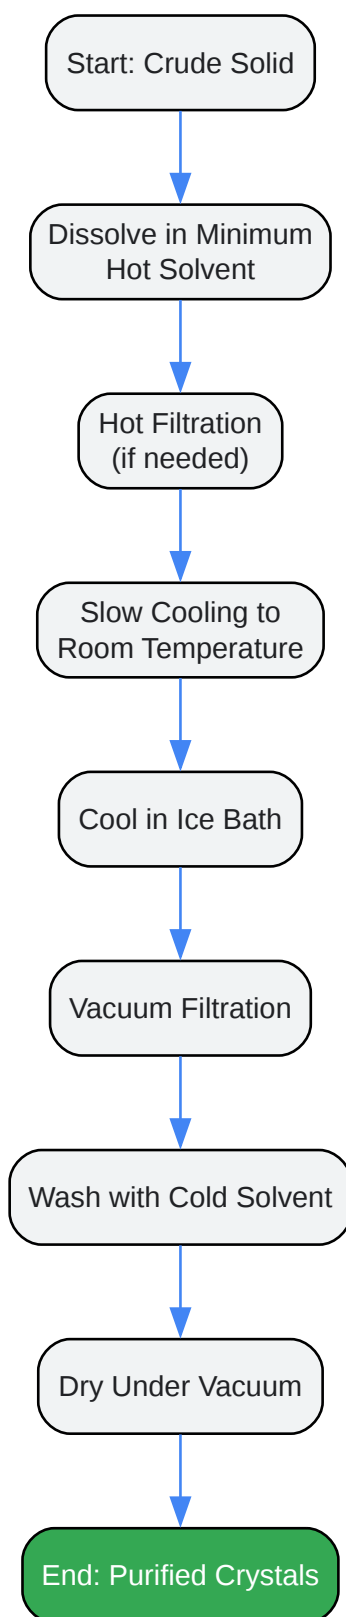 Start: Crude Solid
Dissolve in Minimum
Hot Solvent
Hot Filtration
(if needed)
Slow Cooling to
Room Temperature
Cool in Ice Bath
Vacuum Filtration
Wash with Cold Solvent
Dry Under Vacuum
End: Purified Crystals